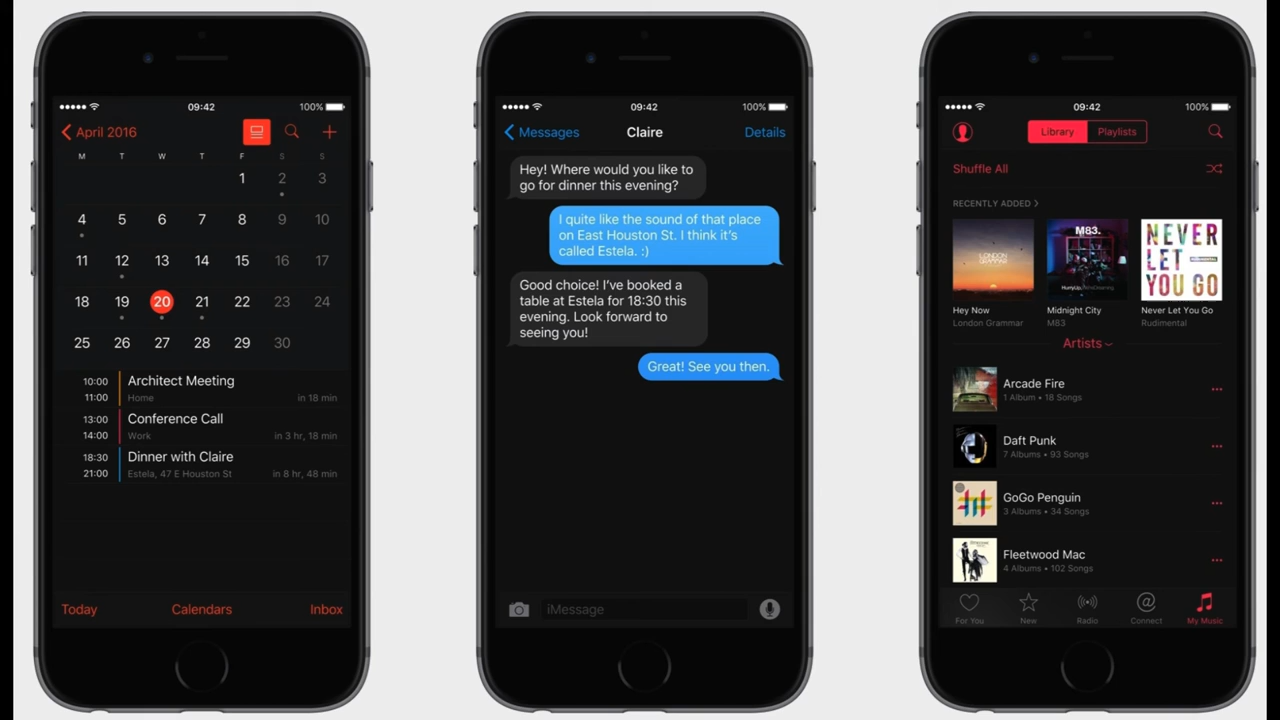 09:42
100%
April 2016
M T W T F S S
1 2 3
4 5 6 7 8 9 10
11 12 13 14 15 16 17
18 19 20 21 22 23 24
25 26 27 28 29 30
10:00 Architect Meeting
11:00 Home in 18 min
13:00 Conference Call
14:00 Work in 3 hr, 18 min
18:30 Dinner with Claire
21:00 Estela, 47 E Houston St in 8 hr, 48 min
Today Calendars Inbox
09:42
100%
Messages Claire Details
Hey! Where would you like to
go for dinner this evening?
I quite like the sound of that place
on East Houston St. I think it's
called Estela. :)
Good choice! I've booked a
table at Estela for 18:30 this
evening. Look forward to
seeing you!
Great! See you then.
iMessage
09:42
100%
Library Playlists
Shuffle All
RECENTLY ADDED
LONDON
GRAMMAR
M83.
NEVER
LET
YOU GO
Hey Now Midnight City Never Let You Go
London Grammar M83 Rudimental
Artists
Arcade Fire
1 Album • 18 Songs
Daft Punk
7 Albums • 93 Songs
GoGo Penguin
3 Albums • 34 Songs
Fleetwood Mac
4 Albums • 102 Songs
For You New Radio Connect My Music